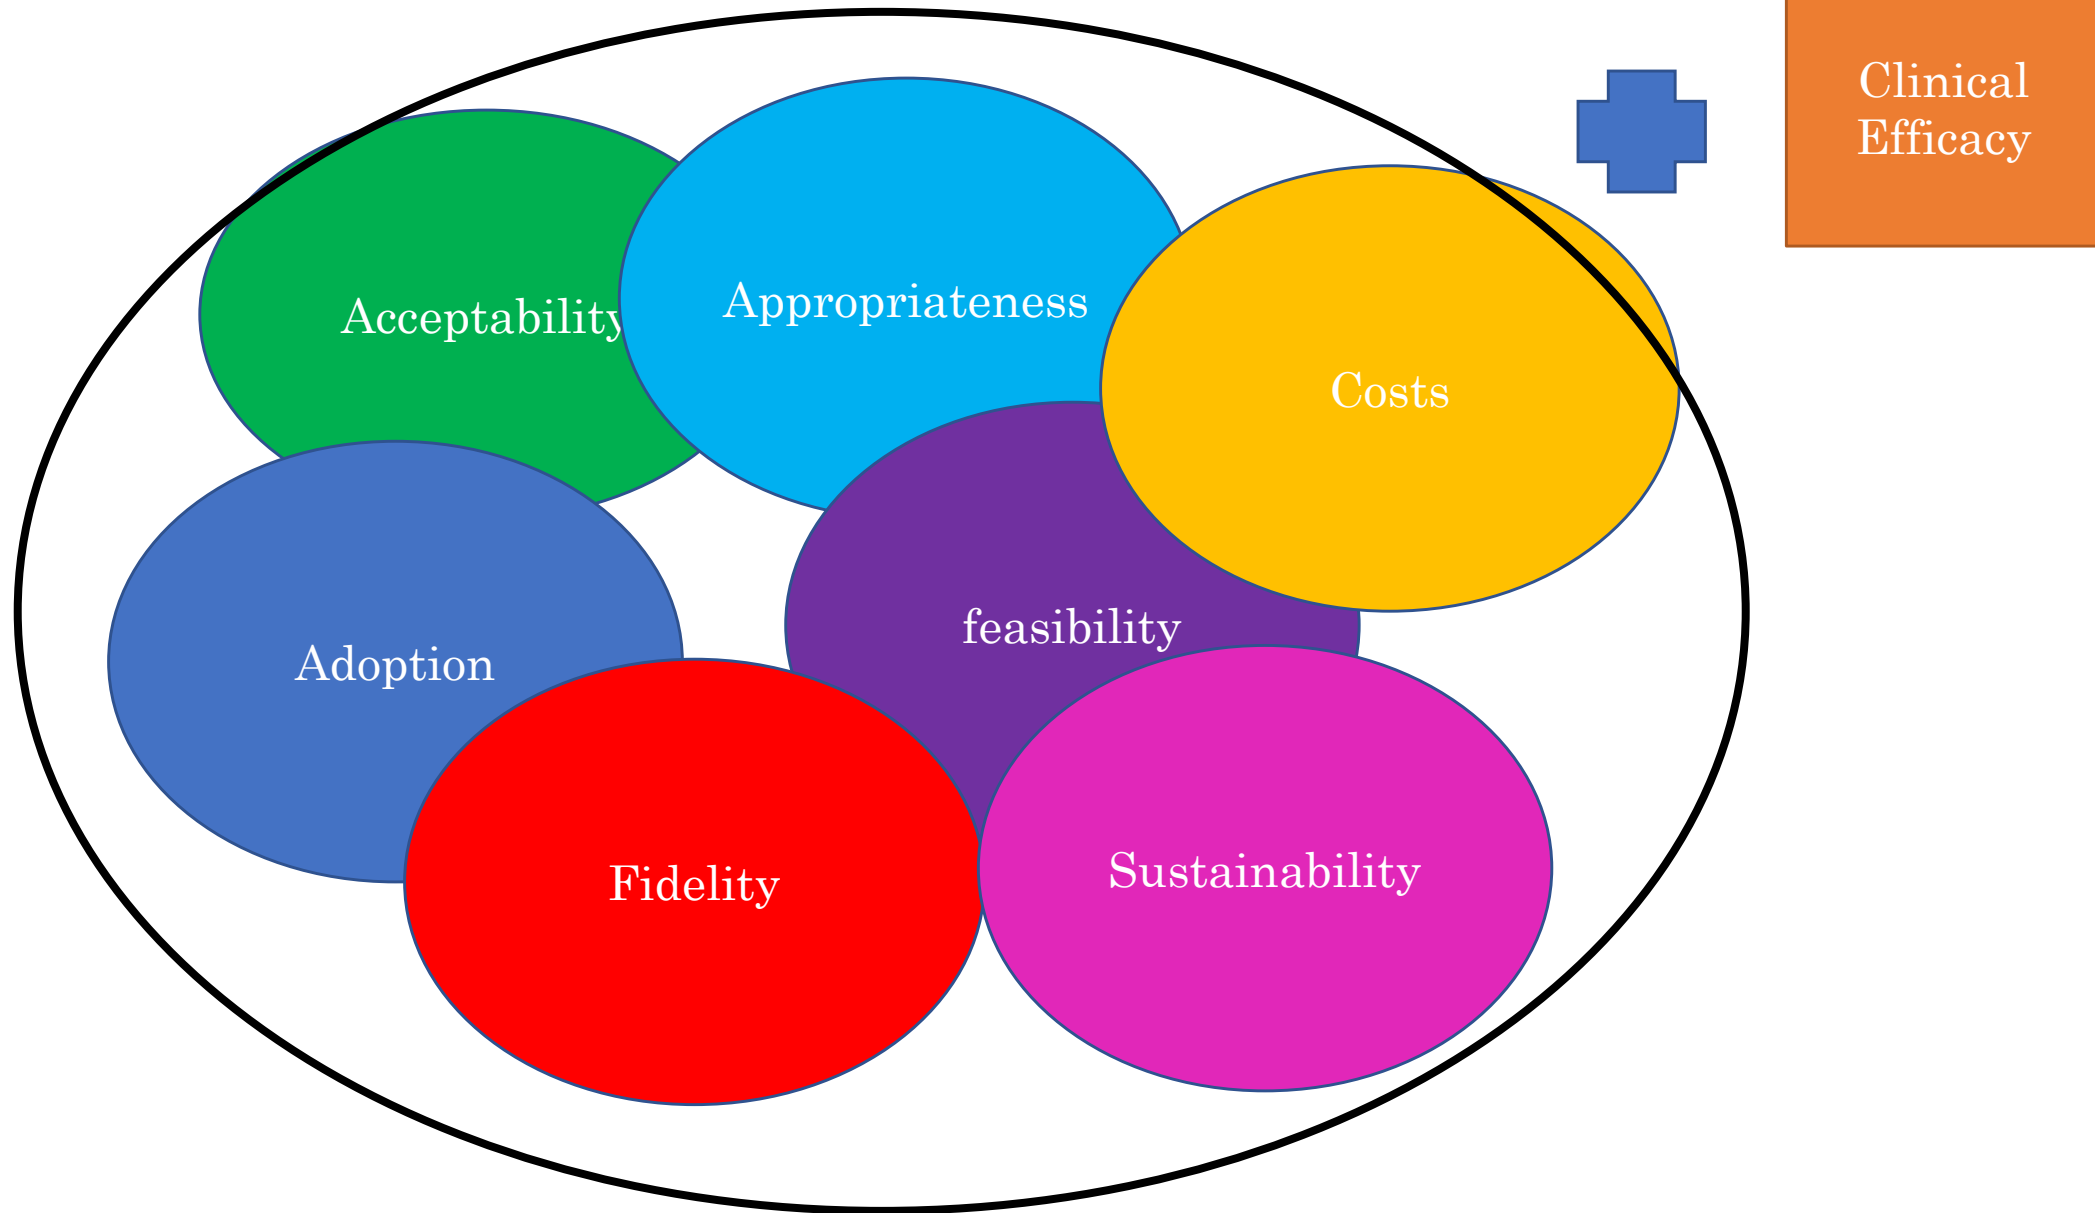 Clinical
Efficacy
Acceptability
Appropriateness
Costs
feasibility
Adoption
Fidelity
Sustainability